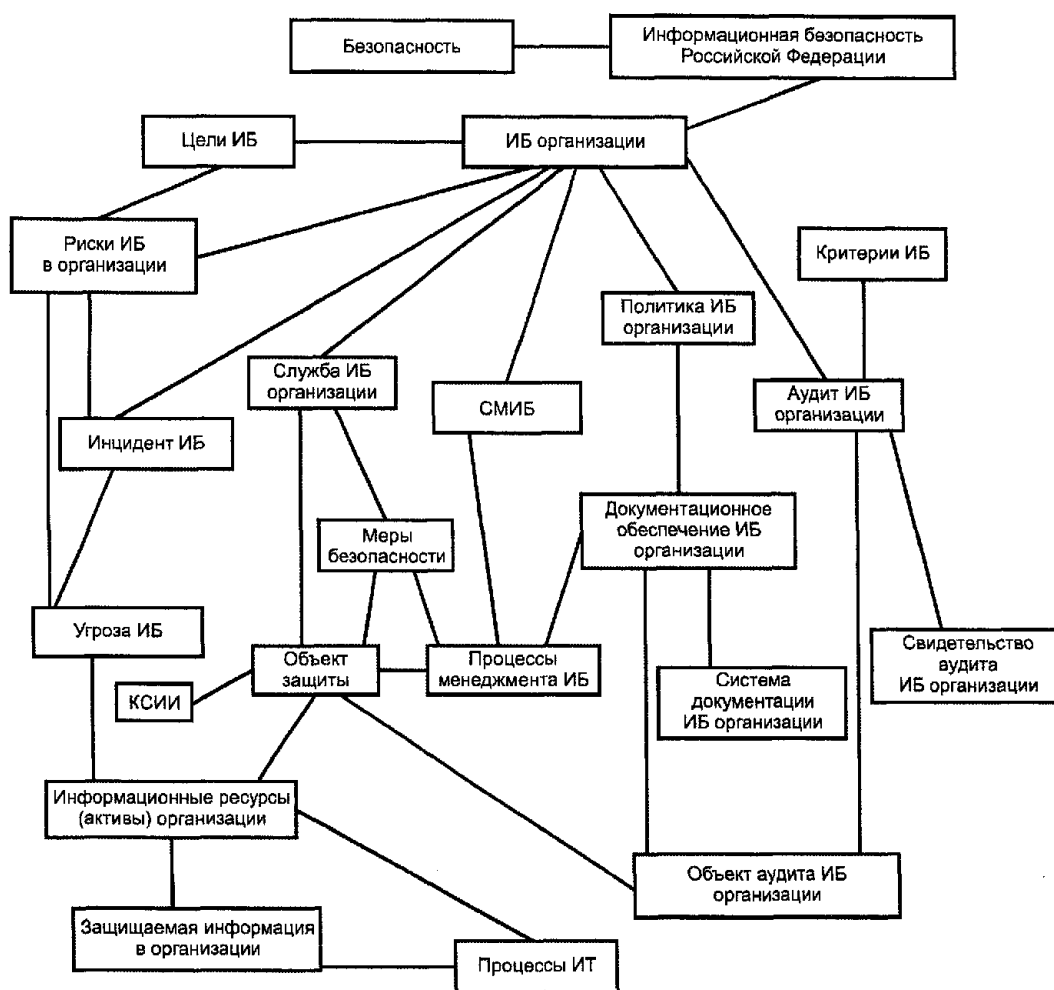 Безопасность
Информационная безопасность
Российской Федерации
Цели ИБ
ИБ организации
Риски ИБ
в организации
Критерии ИБ
Политика ИБ
организации
Служба ИБ
организации
СМИБ
Аудит ИБ
организации
Инцидент ИБ
Меры
безопасности
Документационное
обеспечение ИБ
организации
Угроза ИБ
Объект
защиты
Процессы
менеджмента ИБ
Свидетельство
аудита
ИБ организации
КСИИ
Система
документации
ИБ организации
Информационные ресурсы
(активы) организации
Объект аудита ИБ
организации
Защищаемая информация
в организации
Процессы ИТ